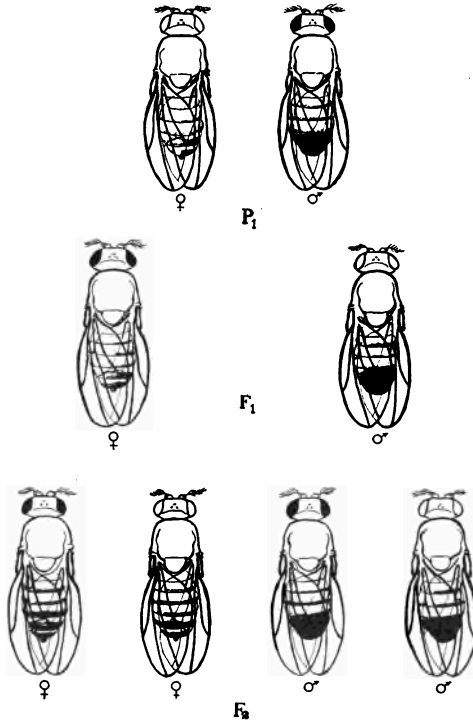 ♀ ♂
P₁
♀ F₁ ♂
♀ ♀ ♂ ♂
F₂